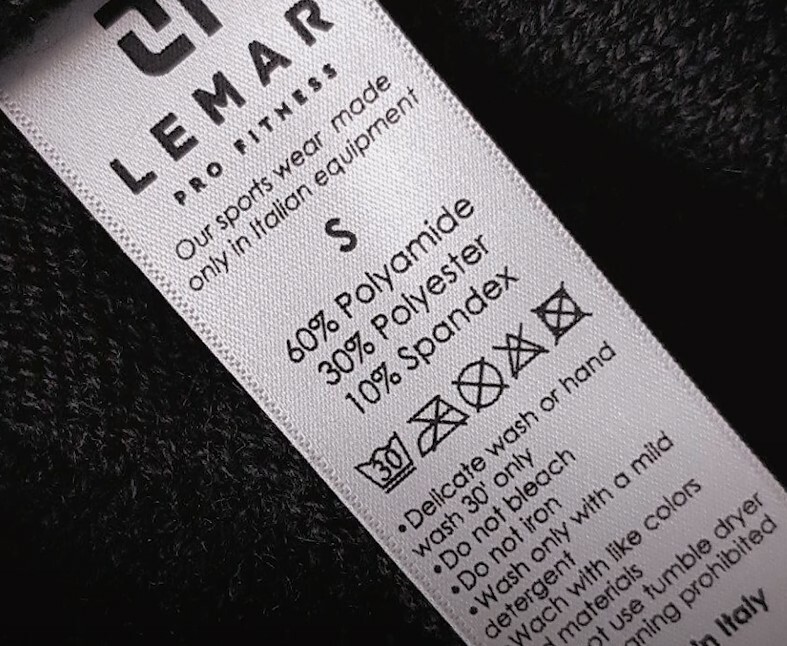 LEMAR
PRO FITNESS
Our sports wear made
only in Italian equipment
S
60% Polyamide
30% Polyester
10% Spandex
30
•Delicate wash or hand
wash 30' only
•Do not bleach
•Do not iron
•Wash only with a mild
detergent
Wach with like colors
materials
use tumble dryer
prohibited
Italy